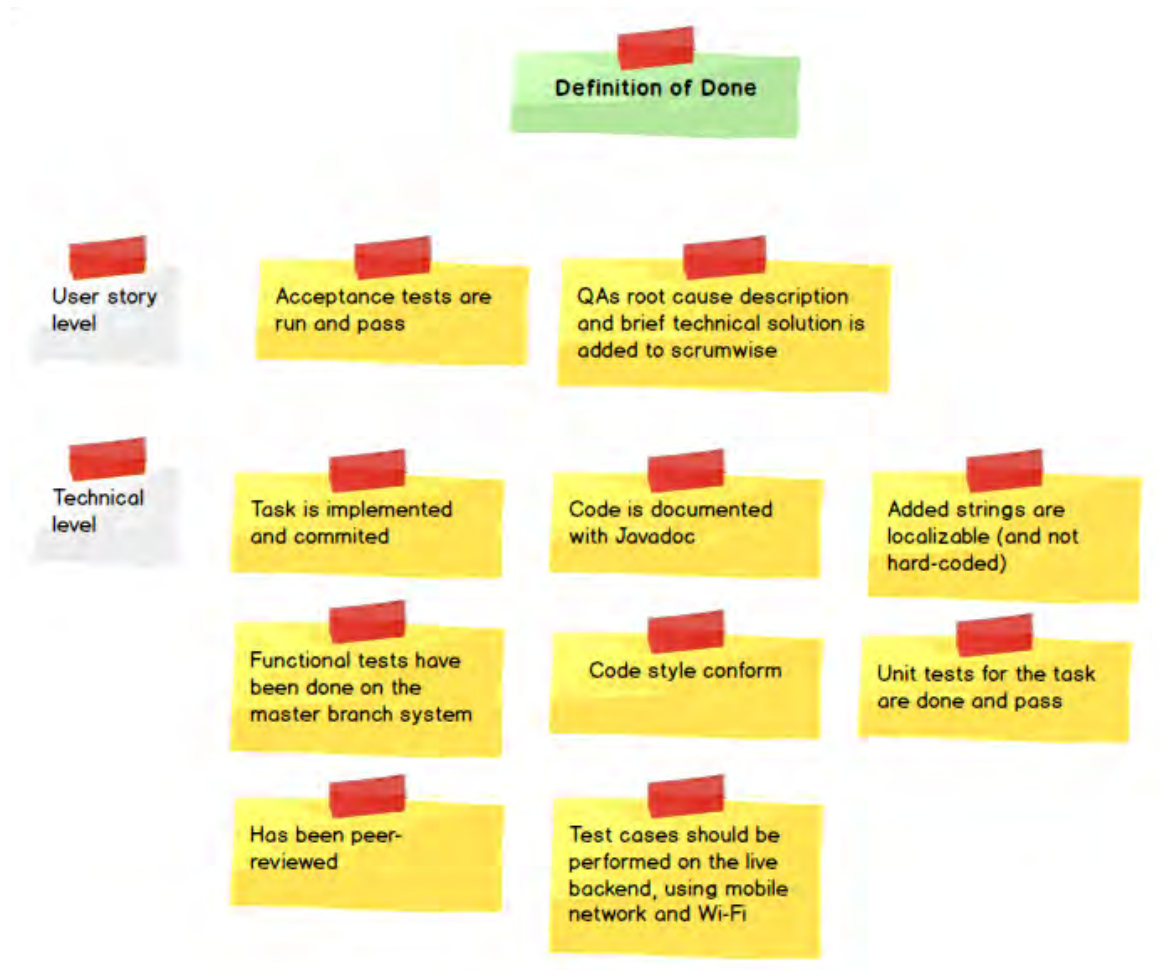 Definition of Done
User story
level
Acceptance tests are
run and pass
QAs root cause description
and brief technical solution is
added to scrumwise
Technical
level
Task is implemented
and commited
Code is documented
with Javadoc
Added strings are
localizable (and not
hard-coded)
Functional tests have
been done on the
master branch system
Code style conform
Unit tests for the task
are done and pass
Has been peer-
reviewed
Test cases should be
performed on the live
backend, using mobile
network and Wi-Fi